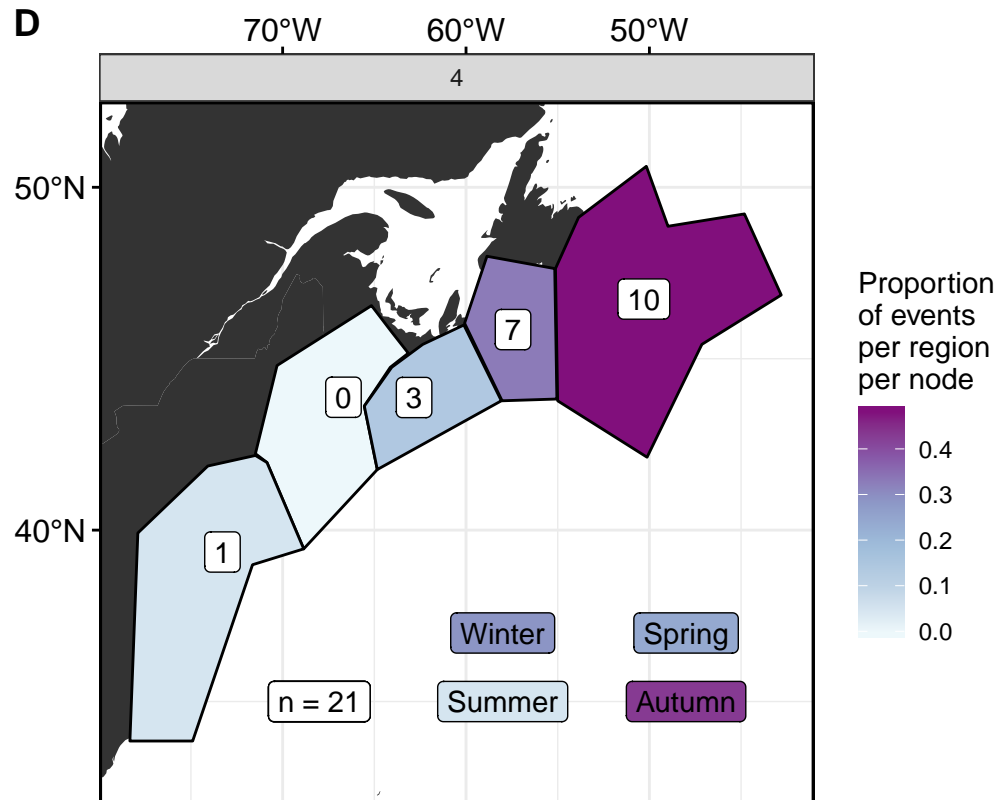 D
70°W 60°W 50°W
4
50°N
40°N
10
7
0
3
1
Winter
Spring
n = 21
Summer
Autumn
Proportion
of events
per region
per node
0.4
0.3
0.2
0.1
0.0